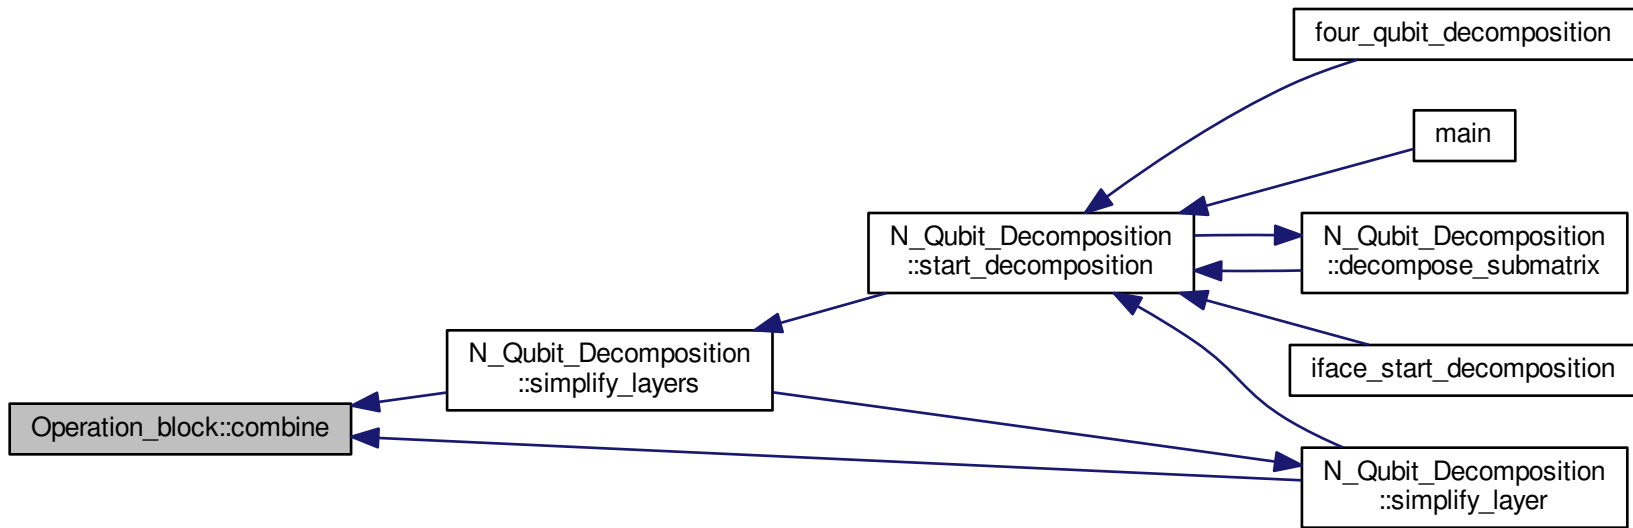 four_qubit_decomposition
main
N_Qubit_Decomposition
::start_decomposition
N_Qubit_Decomposition
::decompose_submatrix
N_Qubit_Decomposition
::simplify_layers
iface_start_decomposition
Operation_block::combine
N_Qubit_Decomposition
::simplify_layer